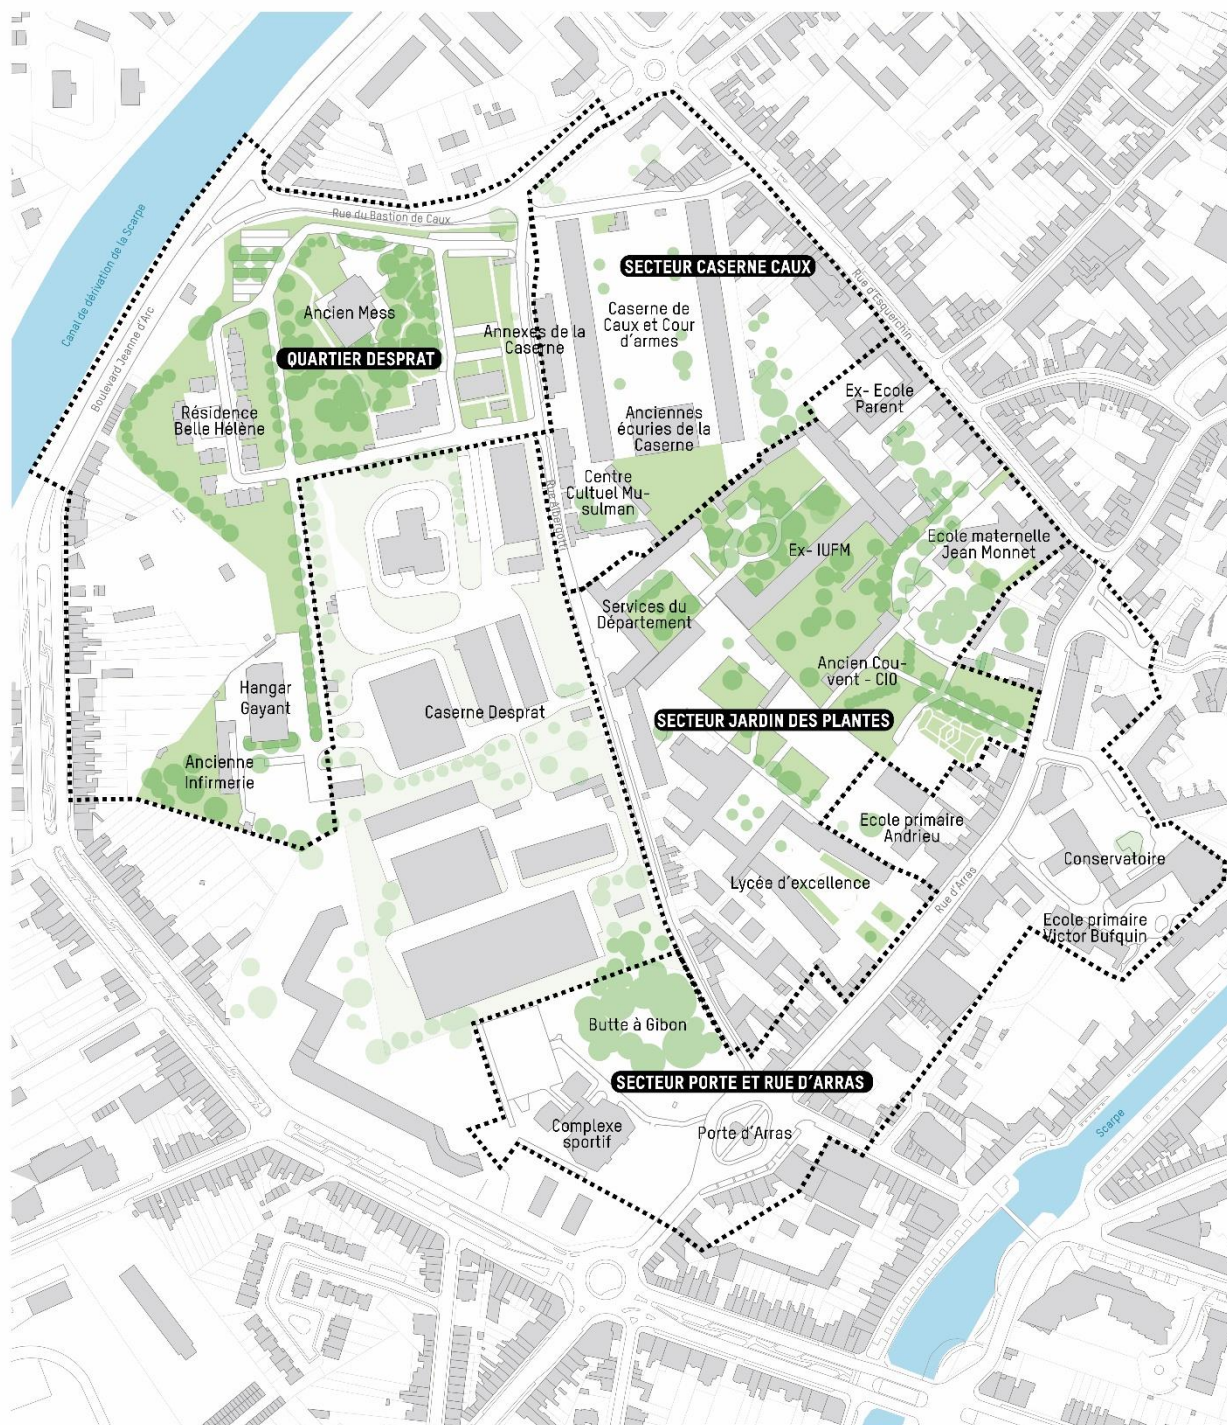 Rue du Bastion de Caux
Canal de dérivation de la Scarpe
Boulevard Jeanne d'Arc
SECTEUR CASERNE CAUX
Rue d'Esquerchin
Ancien Mess
Caserne de
Caux et Cour
d'armes
Annexes de la
Caserne
QUARTIER DESPRAT
Ex- Ecole
Parent
Résidence
Belle Hélène
Anciennes
écuries de la
Caserne
Centre
Cultuel Mu-
sulman
Rue Albergotti
Ecole maternelle
Jean Monnet
Ex- IUFM
Services du
Département
Ancien Cou-
vent - CIO
Hangar
Gayant
Caserne Desprat
SECTEUR JARDIN DES PLANTES
Ancienne
Infirmerie
Ecole primaire
Andrieu
Conservatoire
Lycée d'excellence
Rue d'Arras
Ecole primaire
Victor Bufquin
Butte à Gibon
SECTEUR PORTE ET RUE D'ARRAS
Complexe
sportif
Porte d'Arras
Scarpe